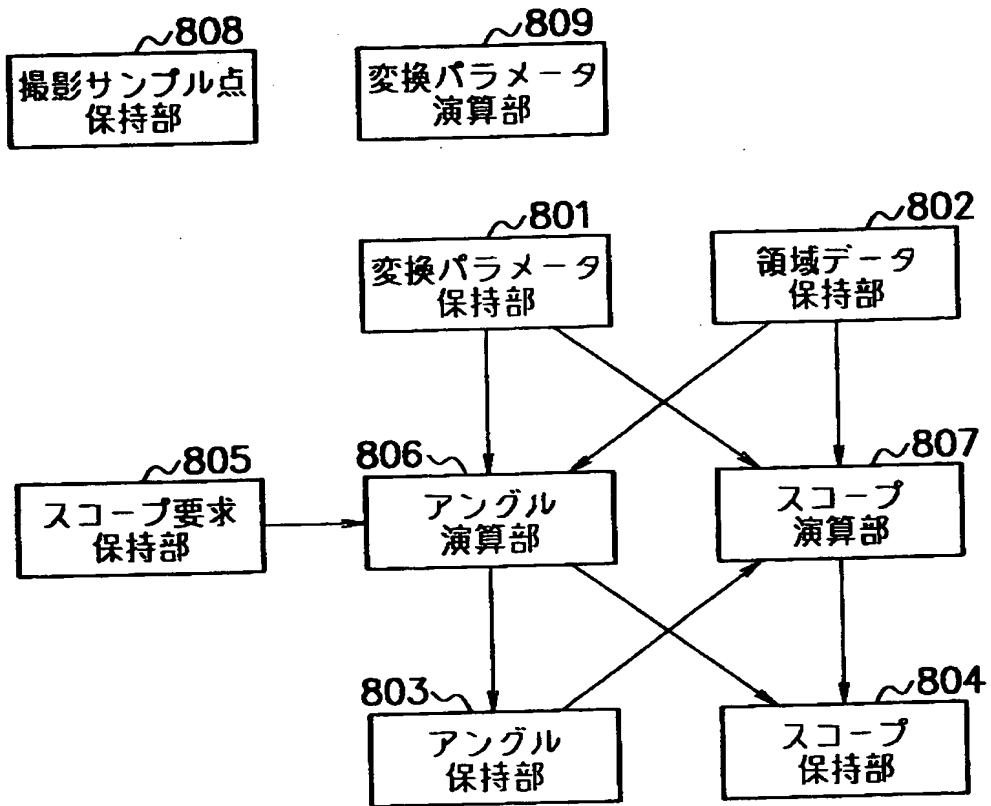 808
撮影サンプル点
保持部
809
変換パラメータ
演算部
801
変換パラメータ
保持部
802
領域データ
保持部
805
スコープ要求
保持部
806
アングル
演算部
807
スコープ
演算部
803
アングル
保持部
804
スコープ
保持部